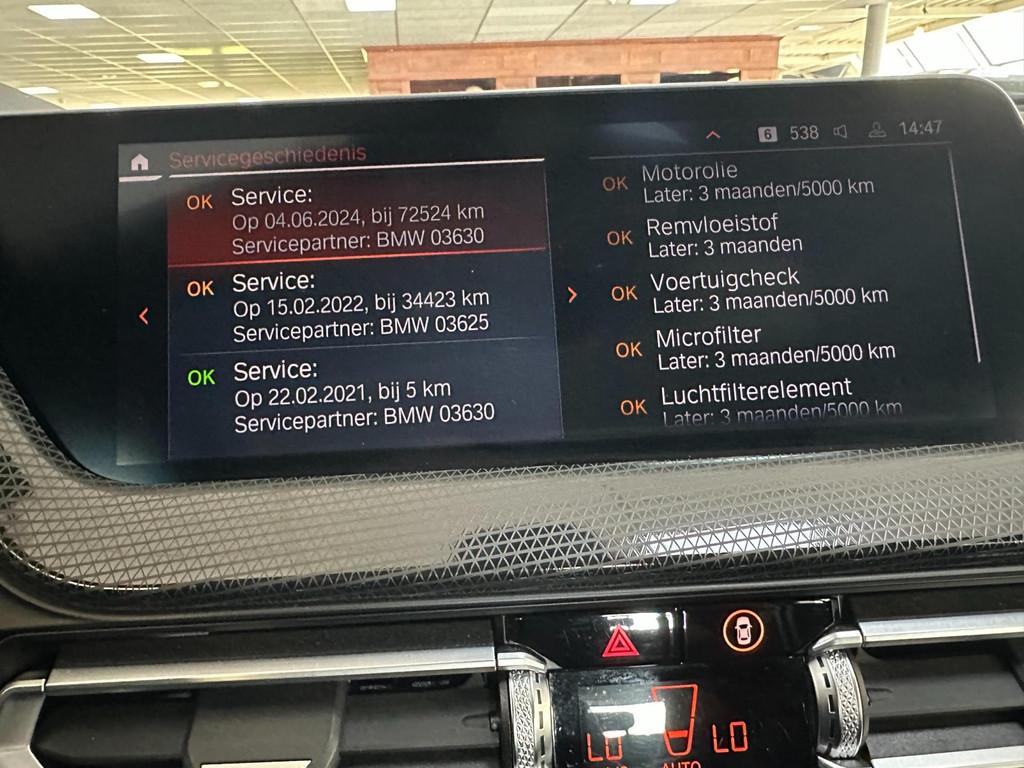 6 538 14:47
Servicegeschiedenis
OK Service:
Op 04.06.2024, bij 72524 km
Servicepartner: BMW 03630
OK Service:
Op 15.02.2022, bij 34423 km
Servicepartner: BMW 03625
OK Service:
Op 22.02.2021, bij 5 km
Servicepartner: BMW 03630
OK Motorolie
Later: 3 maanden/5000 km
OK Remvloeistof
Later: 3 maanden
OK Voertuigcheck
Later: 3 maanden/5000 km
OK Microfilter
Later: 3 maanden/5000 km
OK Luchtfilterelement
Later: 3 maanden/5000 km
LO LO
AUTO